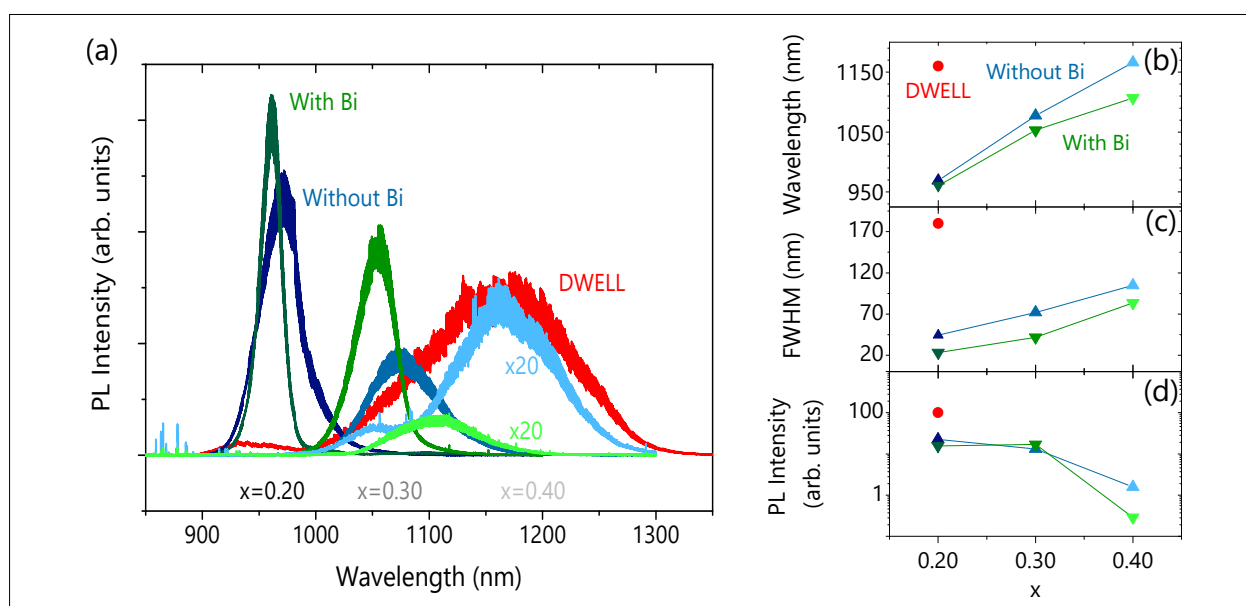 (a)
With Bi
Without Bi
DWELL
x20
x20
x=0.20 x=0.30 x=0.40
900 1000 1100 1200 1300
Wavelength (nm)
PL Intensity (arb. units)
(b)
Wavelength (nm)
1150
1050
950
DWELL
Without Bi
With Bi
(c)
FWHM (nm)
170
120
70
20
(d)
PL Intensity
(arb. units)
100
1
0.20 0.30 0.40
x